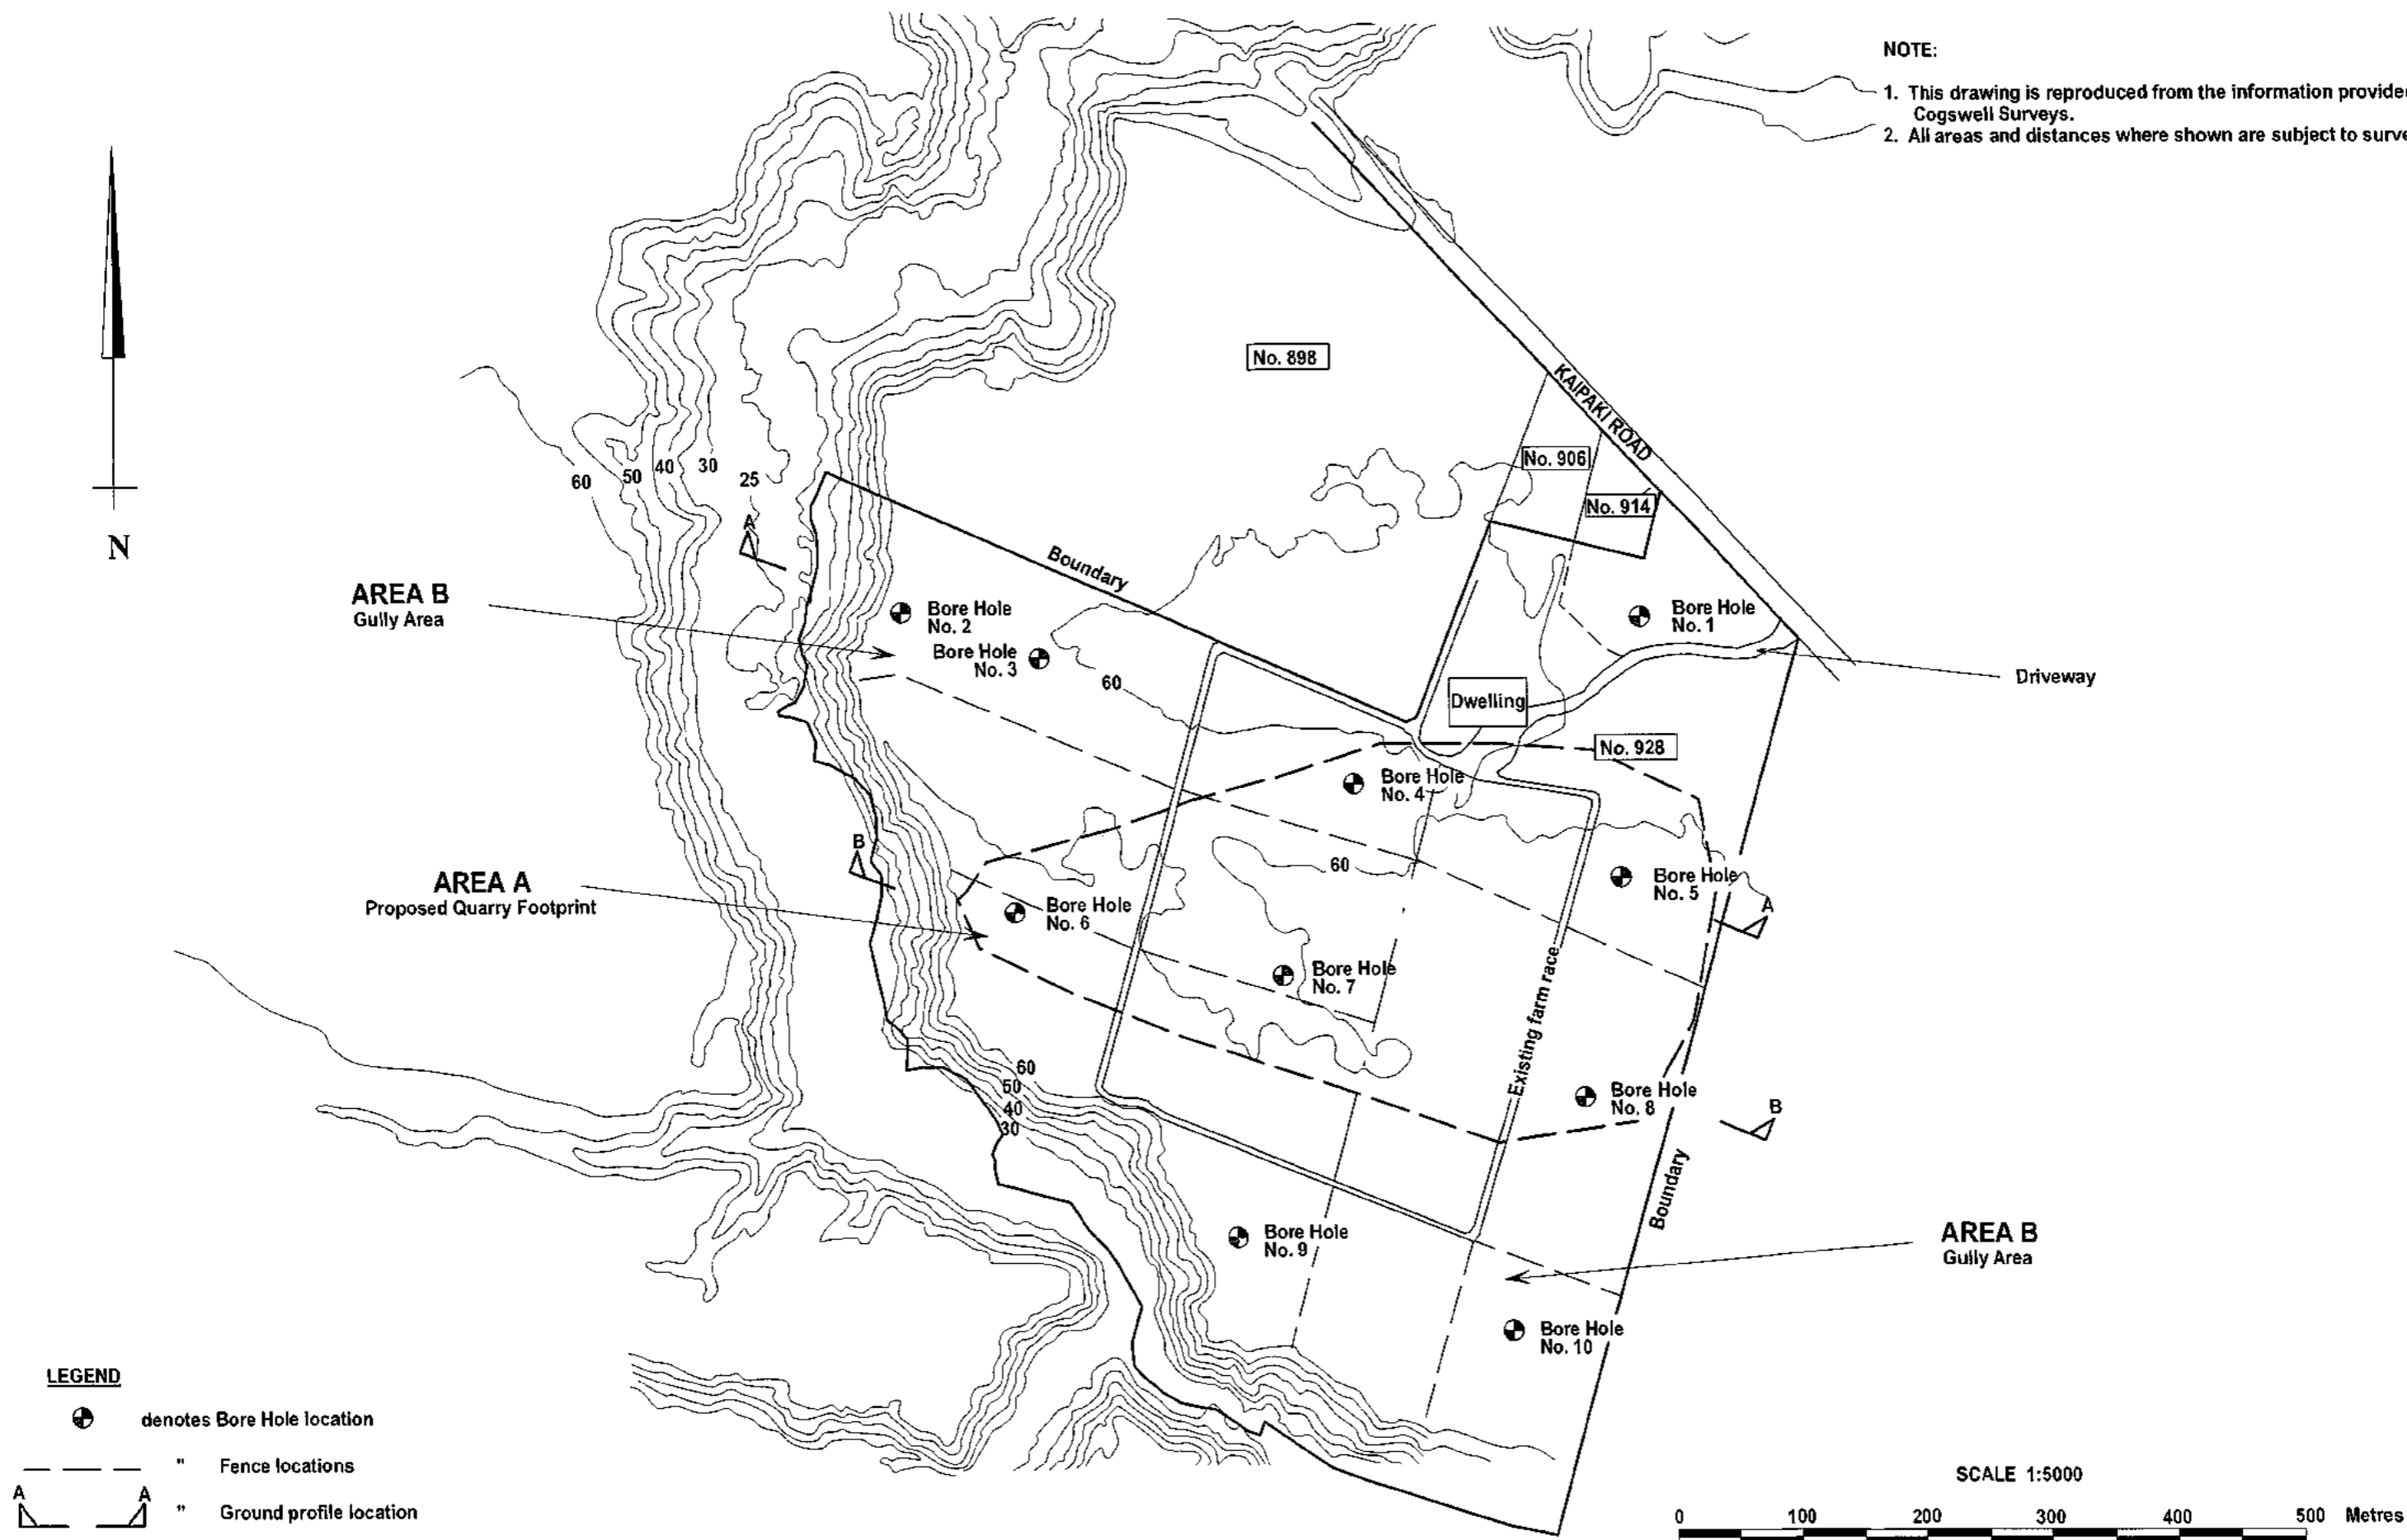 NOTE:
1. This drawing is reproduced from the information provided
Cogswell Surveys.
2. All areas and distances where shown are subject to
N
No. 898
KAIPAKI ROAD
No. 906
No. 914
60
50
40
30
25
A
AREA B
Gully Area
Boundary
Bore Hole
No. 2
Bore Hole
No. 3
60
Bore Hole
No. 1
Driveway
Dwelling
No. 928
Bore Hole
No. 4
B
60
AREA A
Proposed Quarry Footprint
Bore Hole
No. 5
A
Bore Hole
No. 6
Bore Hole
No. 7
Existing farm race
60
50
40
30
Bore Hole
No. 8
B
Boundary
Bore Hole
No. 9
AREA B
Gully Area
Bore Hole
No. 10
LEGEND
denotes Bore Hole location
" Fence locations
A A
" Ground profile location
SCALE 1:5000
0 100 200 300 400 500 Metres